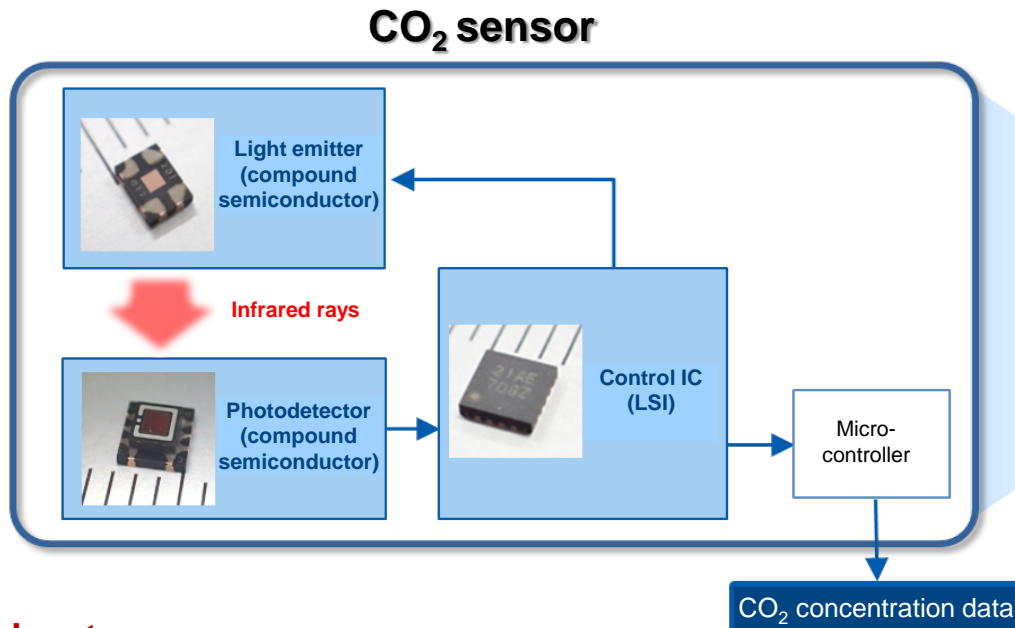 CO₂ sensor
Light emitter
(compound
semiconductor)
Infrared rays
Photodetector
(compound
semiconductor)
21AE
709Z
Control IC
(LSI)
Micro-
controller
CO₂ concentration data